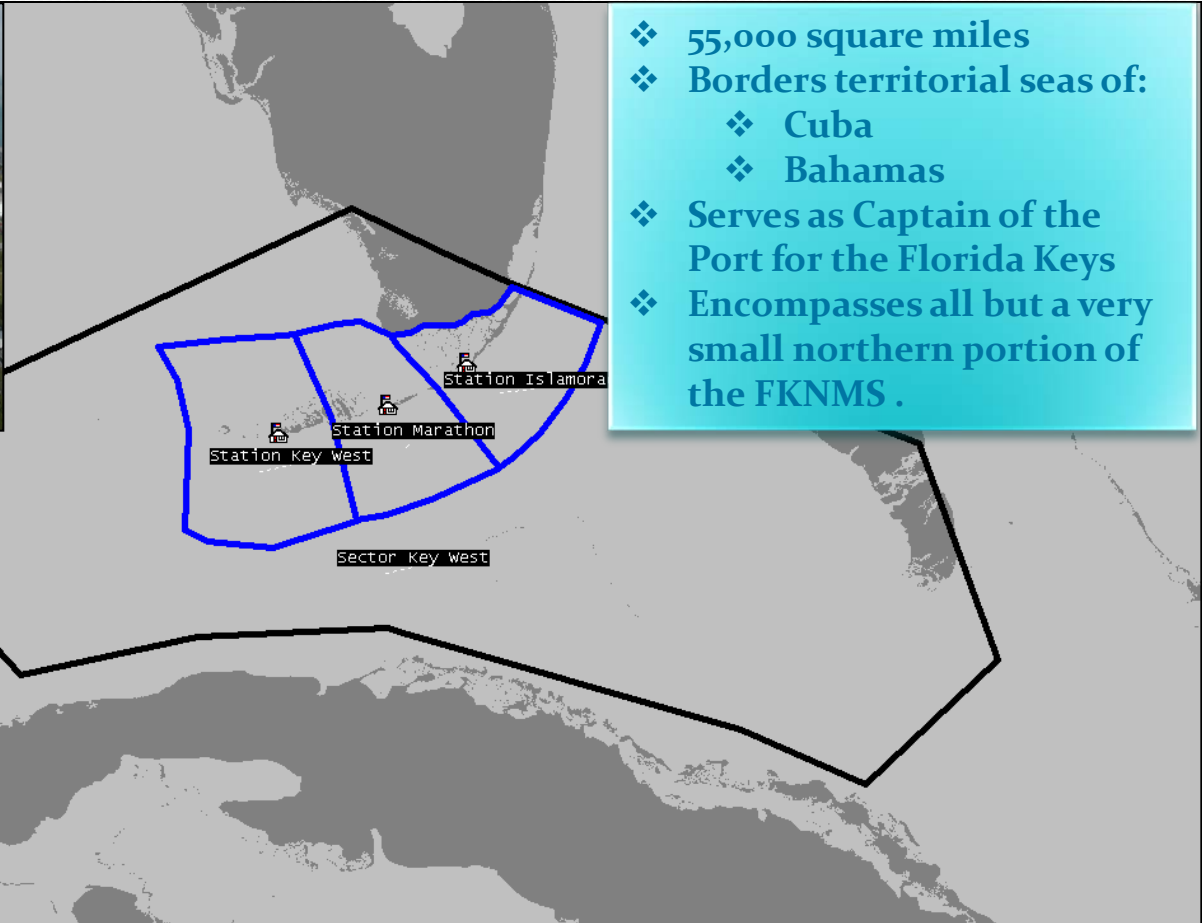 ❖ 55,000 square miles
❖ Borders territorial seas of:
❖ Cuba
❖ Bahamas
❖ Serves as Captain of the
Port for the Florida Keys
❖ Encompasses all but a very
small northern portion of
the FKNMS .
Station Islamora
Station Marathon
Station Key West
Sector Key West